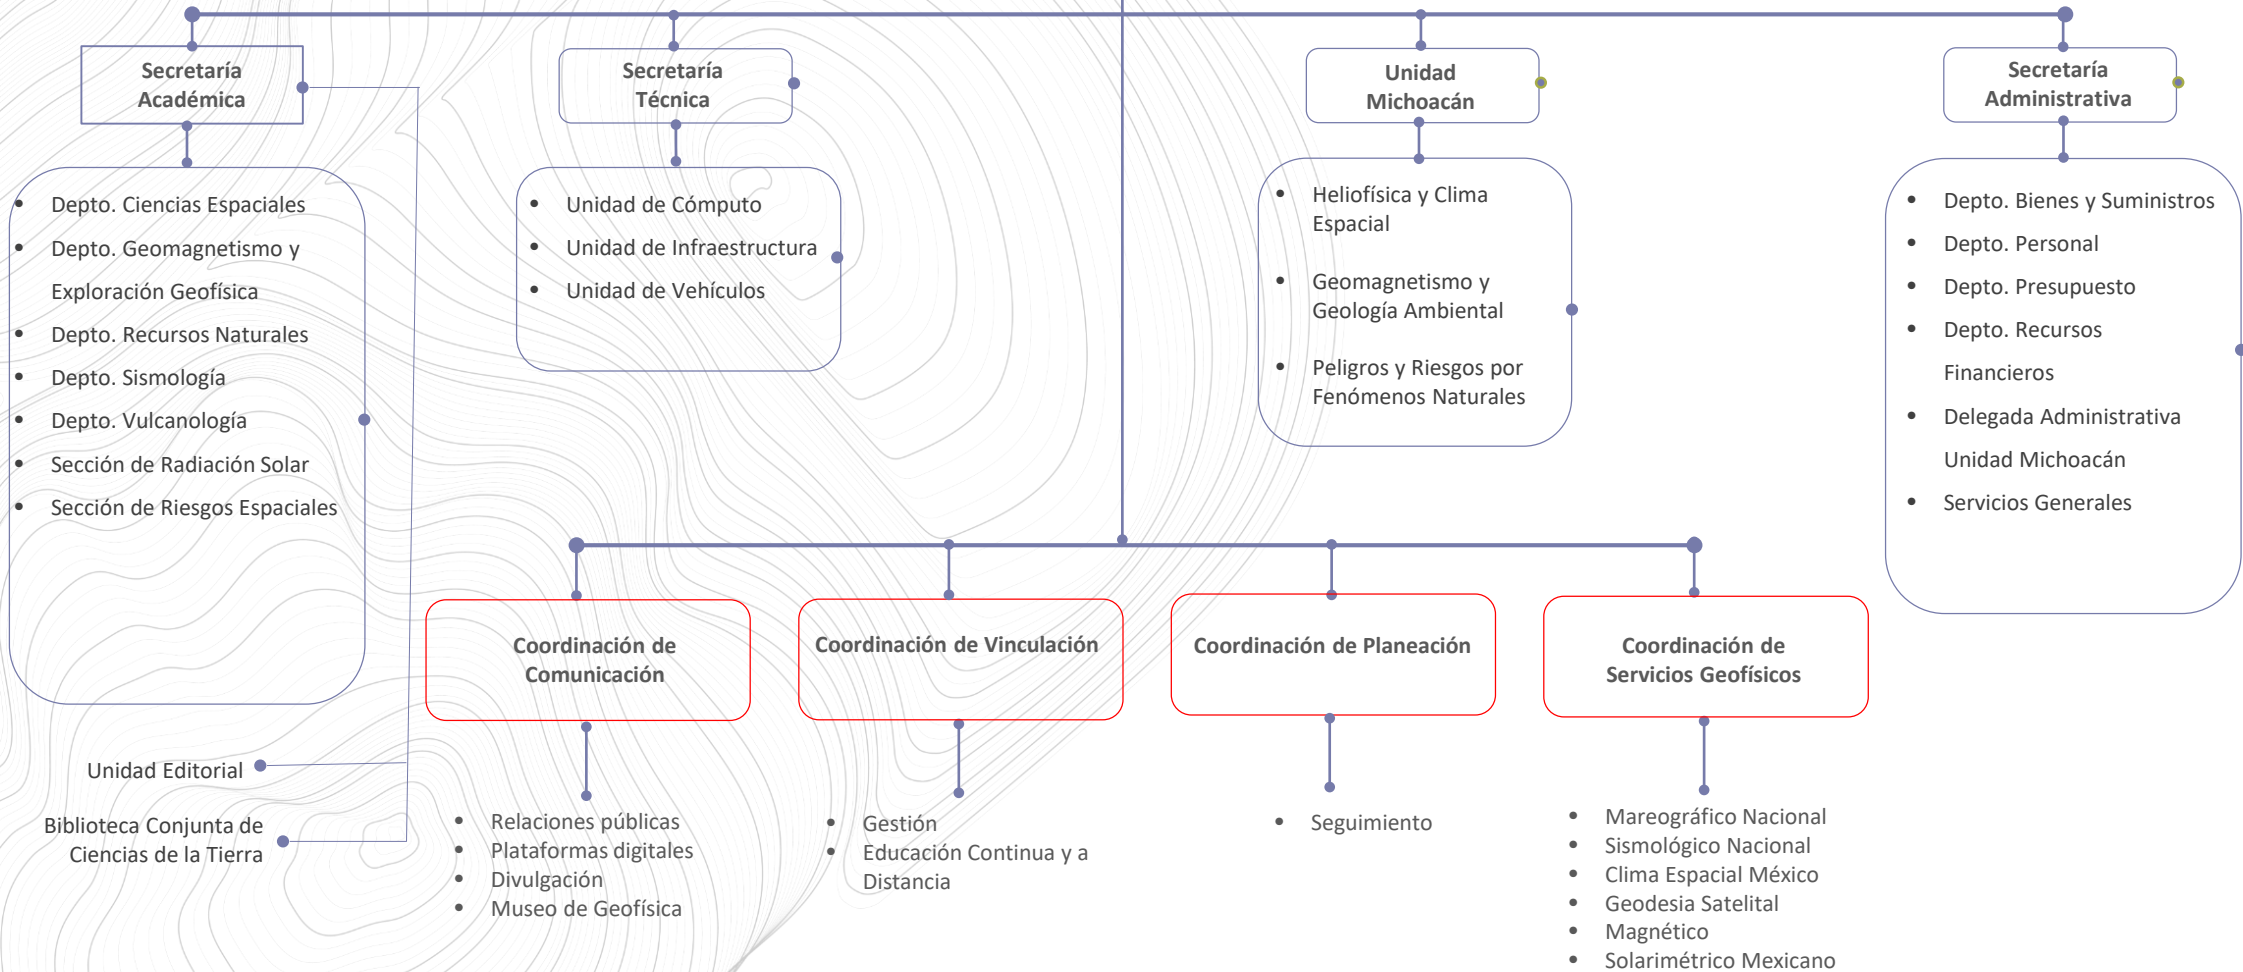 Secretaría
Académica
Secretaría
Técnica
Unidad
Michoacán
Secretaría
Administrativa
• Depto. Ciencias Espaciales
• Depto. Geomagnetismo y
Exploración Geofísica
• Depto. Recursos Naturales
• Depto. Sismología
• Depto. Vulcanología
• Sección de Radiación Solar
• Sección de Riesgos Espaciales
• Unidad de Cómputo
• Unidad de Infraestructura
• Unidad de Vehículos
• Heliofísica y Clima
Espacial
• Geomagnetismo y
Geología Ambiental
• Peligros y Riesgos por
Fenómenos Naturales
• Depto. Bienes y Suministros
• Depto. Personal
• Depto. Presupuesto
• Depto. Recursos
Financieros
• Delegada Administrativa
Unidad Michoacán
• Servicios Generales
Coordinación de
Comunicación
Coordinación de Vinculación
Coordinación de Planeación
Coordinación de
Servicios Geofísicos
Unidad Editorial
Biblioteca Conjunta de
Ciencias de la Tierra
• Relaciones públicas
• Plataformas digitales
• Divulgación
• Museo de Geofísica
• Gestión
• Educación Continua y a
Distancia
• Seguimiento
• Mareográfico Nacional
• Sismológico Nacional
• Clima Espacial México
• Geodesia Satelital
• Magnético
• Solarimétrico Mexicano